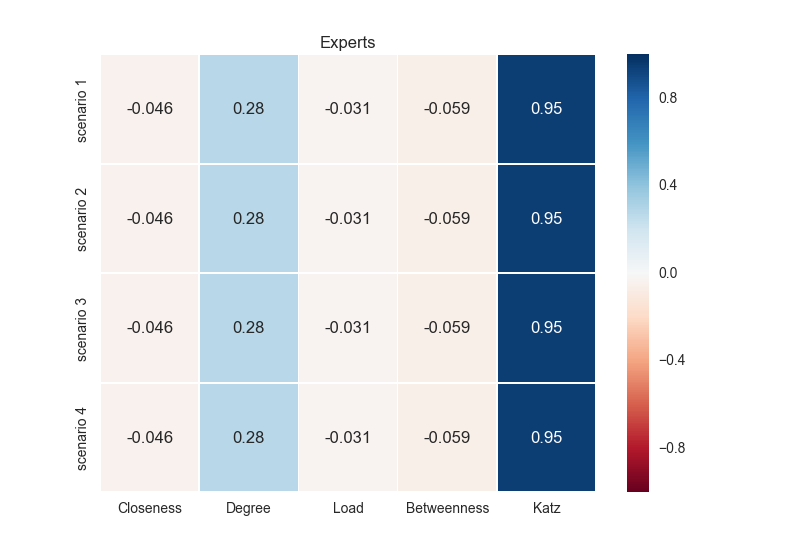 Experts
scenario 1
-0.046 0.28 -0.031 -0.059 0.95
scenario 2
-0.046 0.28 -0.031 -0.059 0.95
scenario 3
-0.046 0.28 -0.031 -0.059 0.95
scenario 4
-0.046 0.28 -0.031 -0.059 0.95
Closeness Degree Load Betweenness Katz
0.8
0.4
0.0
−0.4
−0.8